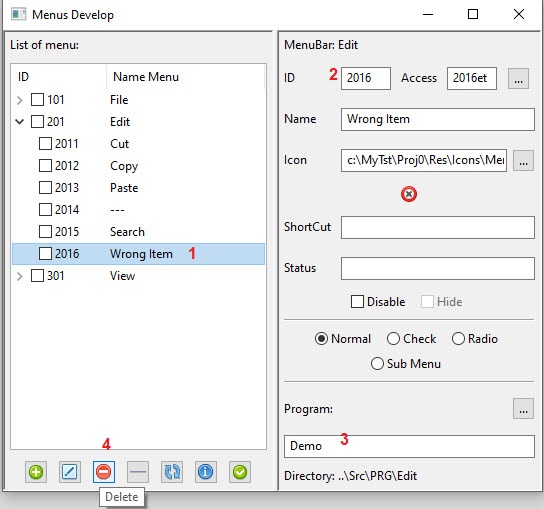 Menus Develop
List of menu:
ID Name Menu
101 File
201 Edit
2011 Cut
2012 Copy
2013 Paste
2014 ---
2015 Search
2016 Wrong Item 1
301 View
4
Delete
MenuBar: Edit
ID 2 2016 Access 2016et ...
Name Wrong Item
Icon c:\MyTst\Proj0\Res\Icons\Mer ...
ShortCut
Status
Disable Hide
Normal Check Radio
Sub Menu
Program: ...
Demo 3
Directory: ..\Src\PRG\Edit